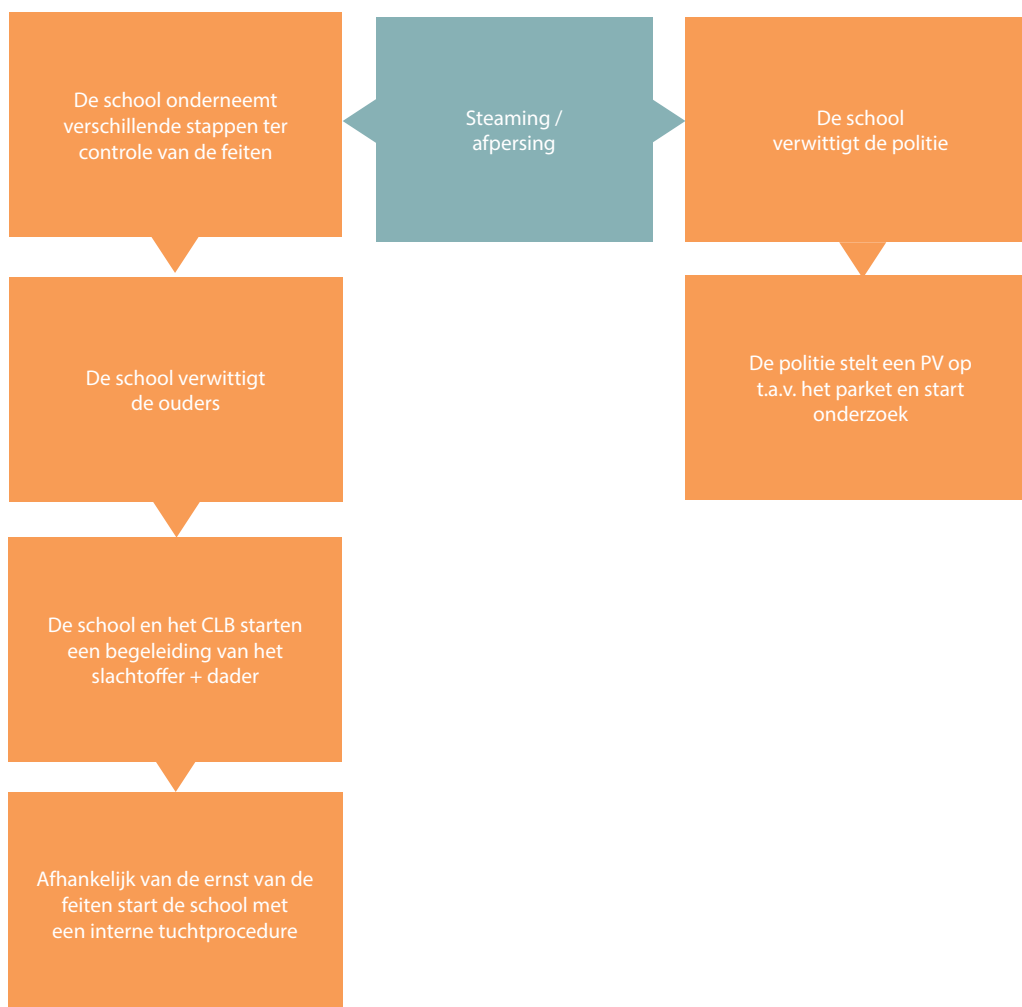 De school onderneemt
verschillende stappen ter
controle van de feiten
Steaming /
afpersing
De school
verwittigt de politie
De school verwittigt
de ouders
De politie stelt een PV op
t.a.v. het parket en start
onderzoek
De school en het CLB starten
een begeleiding van het
slachtoffer + dader
Afhankelijk van de ernst van de
feiten start de school met
een interne tuchtprocedure